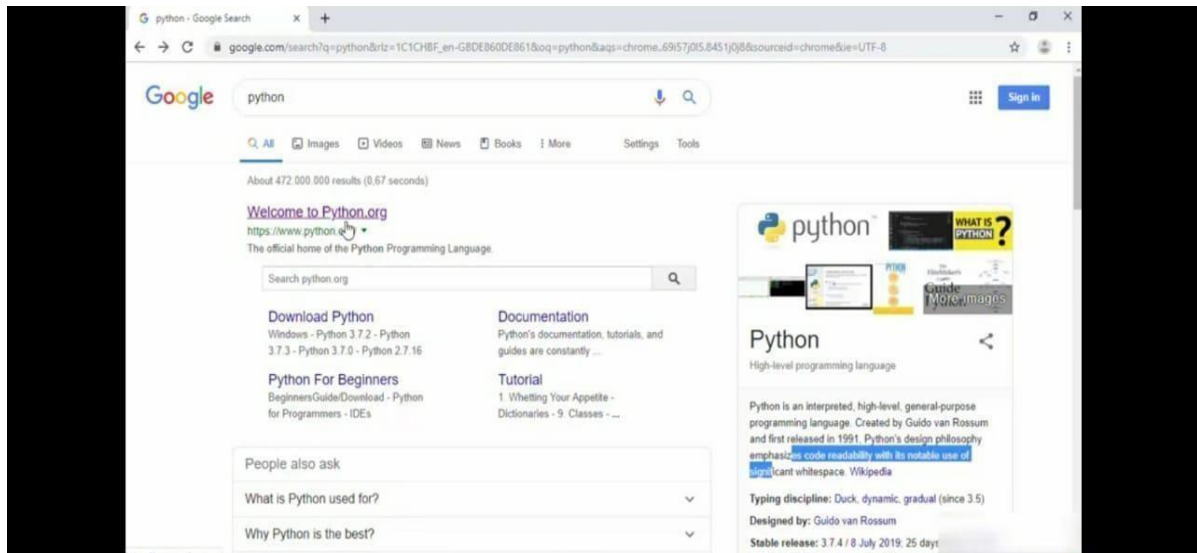 python - Google Search
google.com/search?q=python&rlz=1C1CHBF_en-GBDE860DE861&oq=python&aqs=chrome..69i57j0l5.8451j0j8&sourceid=chrome&ie=UTF-8
Google
python
Sign in
All Images Videos News Books More Settings Tools
About 472.000.000 results (0,67 seconds)
Welcome to Python.org
https://www.python.
The official home of the Python Programming Language.
Search python.org
Download Python
Windows - Python 3.7.2 - Python
3.7.3 - Python 3.7.0 - Python 2.7.16
Documentation
Python's documentation, tutorials, and
guides are constantly ...
Python For Beginners
BeginnersGuide/Download - Python
for Programmers - IDEs
Tutorial
1. Whetting Your Appetite -
Dictionaries - 9. Classes - ...
People also ask
What is Python used for?
Why Python is the best?
python
WHAT IS
PYTHON ?
PYTHON
Guide
More images
Python
High-level programming language
Python is an interpreted, high-level, general-purpose
programming language. Created by Guido van Rossum
and first released in 1991, Python's design philosophy
emphasizes code readability with its notable use of
significant whitespace. Wikipedia
Typing discipline: Duck, dynamic, gradual (since 3.5)
Designed by: Guido van Rossum
Stable release: 3.7.4 / 8 July 2019; 25 days